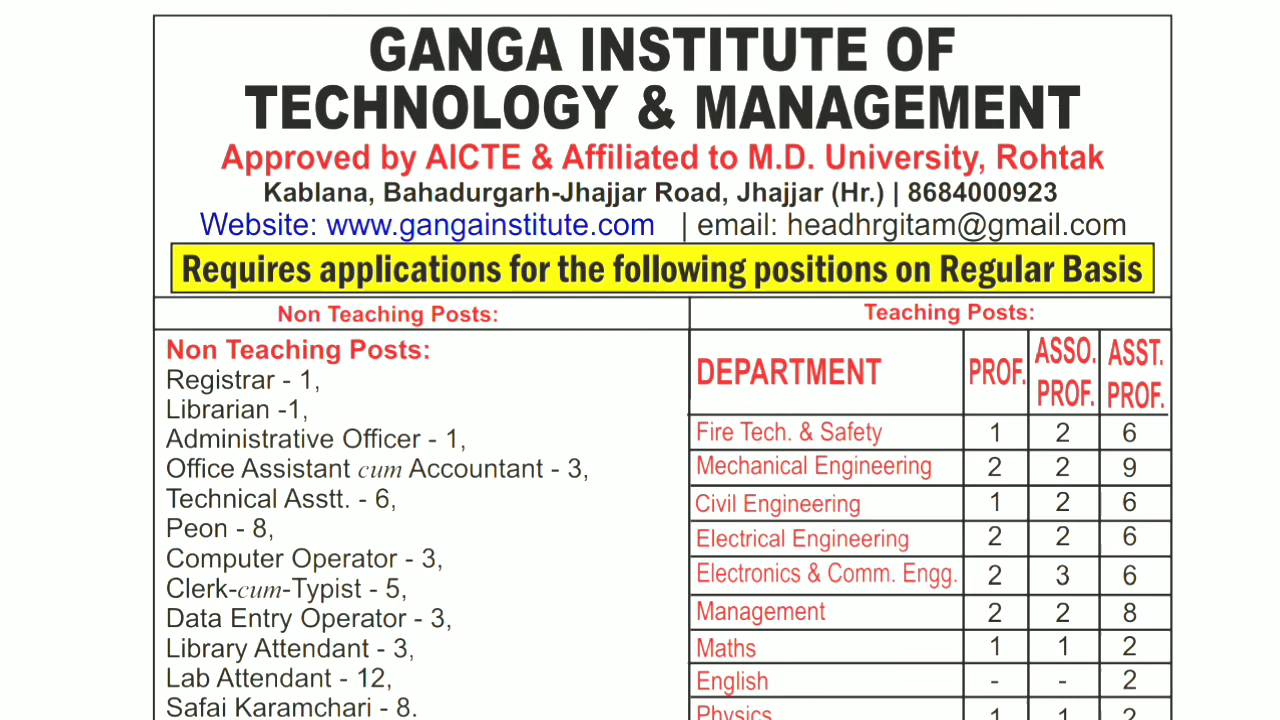 GANGA INSTITUTE OF
TECHNOLOGY & MANAGEMENT
Approved by AICTE & Affiliated to M.D. University, Rohtak
Kablana, Bahadurgarh-Jhajjar Road, Jhajjar (Hr.) | 8684000923
Website: www.gangainstitute.com | email: headhrgitam@gmail.com
Requires applications for the following positions on Regular Basis
Non Teaching Posts:
Non Teaching Posts:
Registrar - 1,
Librarian -1,
Administrative Officer - 1,
Office Assistant cum Accountant - 3,
Technical Asstt. - 6,
Peon - 8,
Computer Operator - 3,
Clerk-cum-Typist - 5,
Data Entry Operator - 3,
Library Attendant - 3,
Lab Attendant - 12,
Safai Karamchari - 8.
Teaching Posts:
DEPARTMENT PROF. ASSO. PROF. ASST. PROF.
Fire Tech. & Safety 1 2 6
Mechanical Engineering 2 2 9
Civil Engineering 1 2 6
Electrical Engineering 2 2 6
Electronics & Comm. Engg. 2 3 6
Management 2 2 8
Maths 1 1 2
English - - 2
Physics 1 1 2